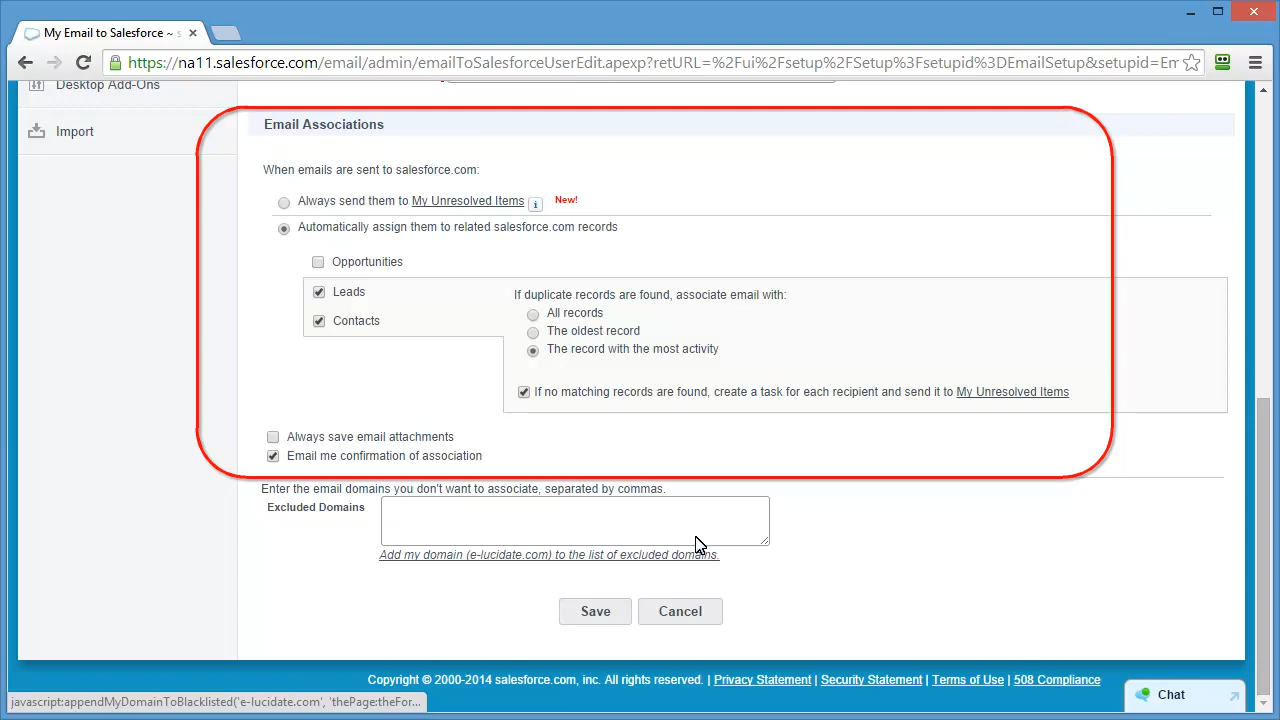 My Email to Salesforce ~ s
https://na11.salesforce.com/email/admin/emailToSalesforceUserEdit.apexp?retURL=%2Fui%2Fsetup%2FSetup%3Fsetupid%3DEmailSetup&setupid=Em
Desktop Add-Ons
Import
Email Associations
When emails are sent to salesforce.com:
Always send them to My Unresolved Items i New!
Automatically assign them to related salesforce.com records
Opportunities
Leads
Contacts
If duplicate records are found, associate email with:
All records
The oldest record
The record with the most activity
If no matching records are found, create a task for each recipient and send it to My Unresolved Items
Always save email attachments
Email me confirmation of association
Enter the email domains you don't want to associate, separated by commas.
Excluded Domains
Add my domain (e-lucidate.com) to the list of excluded domains.
Save Cancel
Copyright © 2000-2014 salesforce.com, inc. All rights reserved. | Privacy Statement | Security Statement | Terms of Use | 508 Compliance
Chat
javascript:appendMyDomainToBlacklisted('e-lucidate.com', 'thePage:theFor...